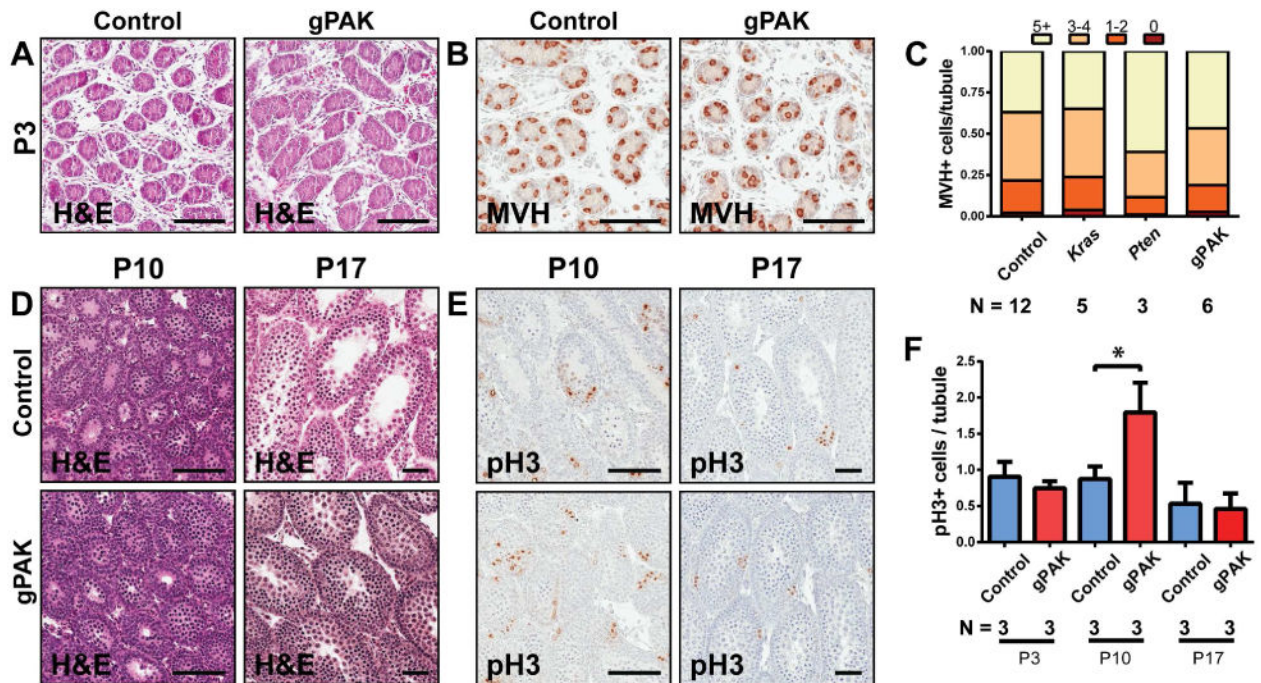 Control
gPAK
A
P3
H&E
H&E
Control
gPAK
B
MVH
MVH
C
5+ 3-4 1-2 0
MVH+ cells/tubule
1.00
0.75
0.50
0.25
0.00
Control
Kras
Pten
gPAK
N = 12 5 3 6
P10
P17
D
Control
H&E
H&E
gPAK
H&E
H&E
P10
P17
E
pH3
pH3
pH3
pH3
F
pH3+ cells / tubule
2.5
2.0
1.5
1.0
0.5
0.0
*
Control
gPAK
Control
gPAK
Control
gPAK
N = 3 3 3 3 3 3
P3 P10 P17